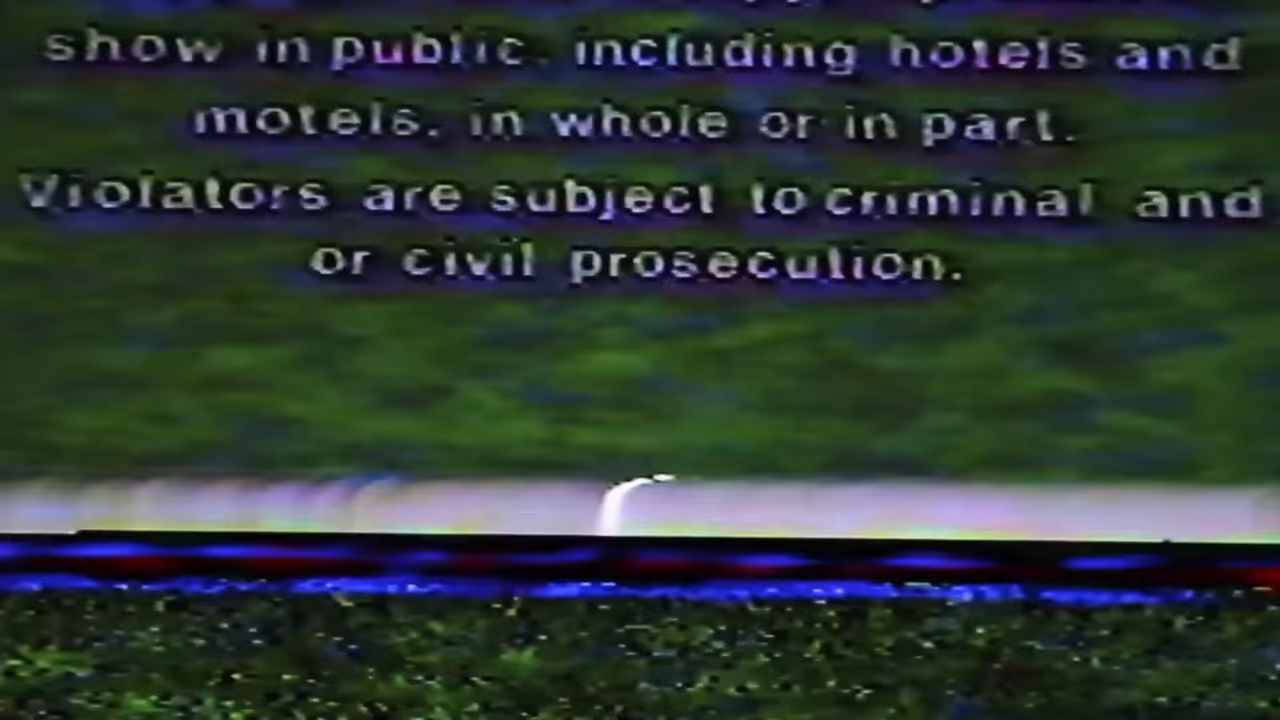 show in public. including hotels and
motels. in whole or in part.
Violators are subject to criminal and
or civil prosecution.